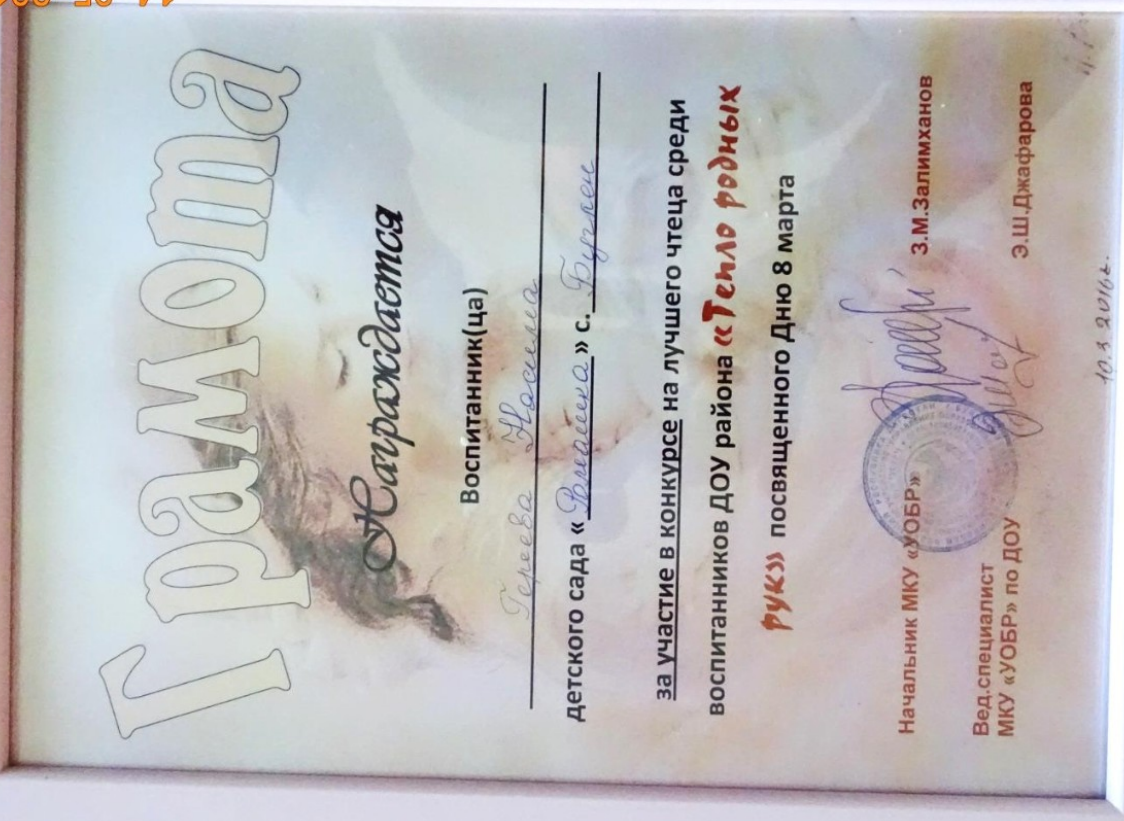 Грамота
Награждается
Воспитанник(ца)
Гереева
детского сада «Ромашка» с. Буглен
за участие в конкурсе на лучшего чтеца среди
воспитанников ДОУ района «Тепло родных
рук» посвященного Дню 8 марта
Начальник МКУ «УОБР» З.М.Залимханов
Вед.специалист
МКУ «УОБР» по ДОУ Э.Ш.Джафарова
10.3.2016г.